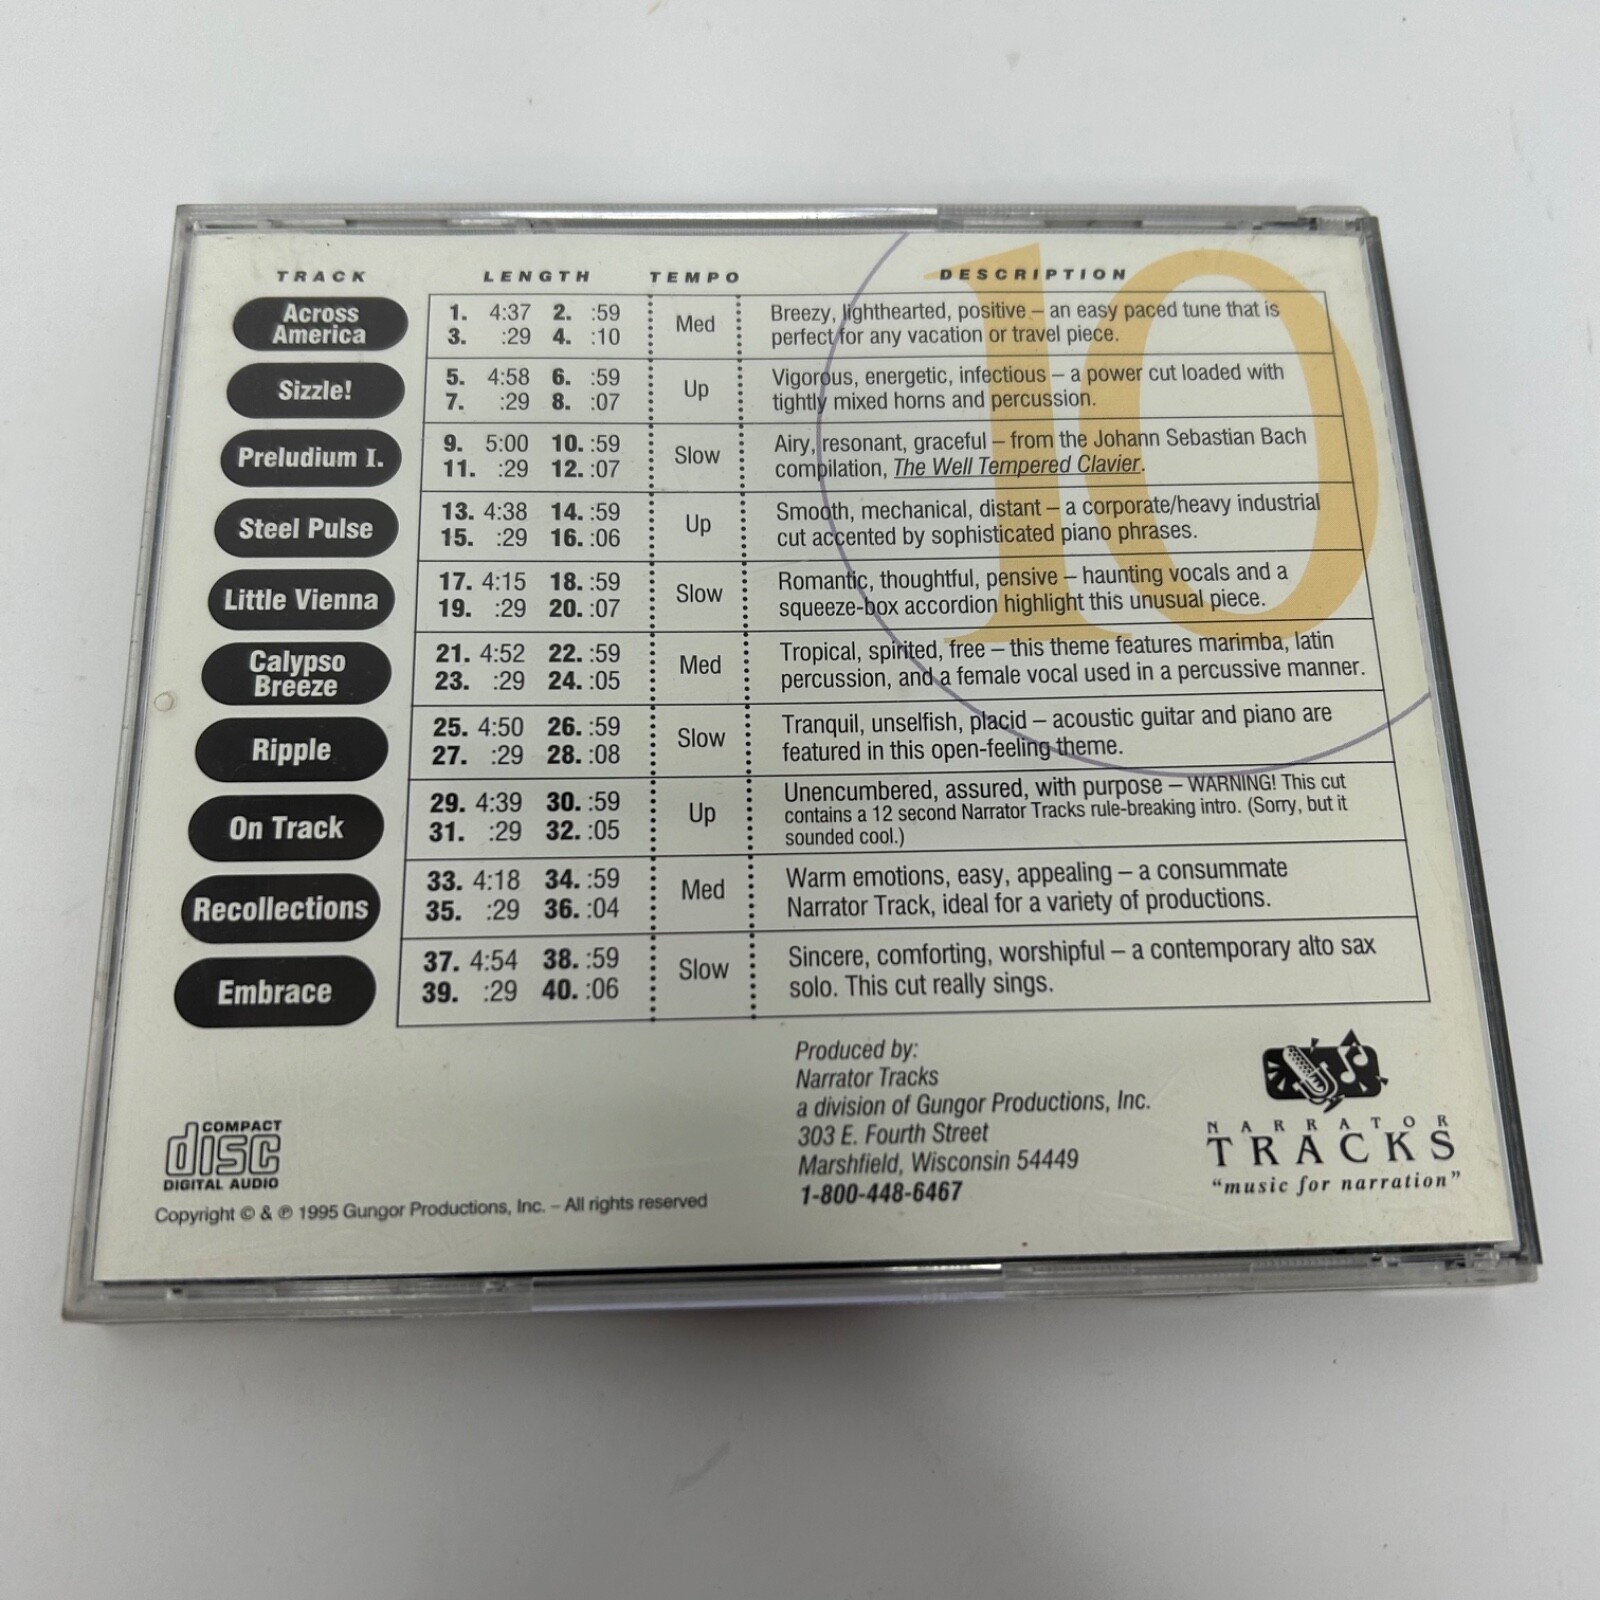 TRACK LENGTH TEMPO DESCRIPTION
Across
America
1. 4:37 2. :59
3. :29 4. :10
Med
Breezy, lighthearted, positive – an easy paced tune that is
perfect for any vacation or travel piece.
Sizzle!
5. 4:58 6. :59
7. :29 8. :07
Up
Vigorous, energetic, infectious – a power cut loaded with
tightly mixed horns and percussion.
Preludium I.
9. 5:00 10. :59
11. :29 12. :07
Slow
Airy, resonant, graceful – from the Johann Sebastian Bach
compilation, The Well Tempered Clavier.
Steel Pulse
13. 4:38 14. :59
15. :29 16. :06
Up
Smooth, mechanical, distant – a corporate/heavy industrial
cut accented by sophisticated piano phrases.
Little Vienna
17. 4:15 18. :59
19. :29 20. :07
Slow
Romantic, thoughtful, pensive – haunting vocals and a
squeeze-box accordion highlight this unusual piece.
Calypso
Breeze
21. 4:52 22. :59
23. :29 24. :05
Med
Tropical, spirited, free – this theme features marimba, latin
percussion, and a female vocal used in a percussive manner.
Ripple
25. 4:50 26. :59
27. :29 28. :08
Slow
Tranquil, unselfish, placid – acoustic guitar and piano are
featured in this open-feeling theme.
On Track
29. 4:39 30. :59
31. :29 32. :05
Up
Unencumbered, assured, with purpose – WARNING! This cut
contains a 12 second Narrator Tracks rule-breaking intro. (Sorry, but it
sounded cool.)
Recollections
33. 4:18 34. :59
35. :29 36. :04
Med
Warm emotions, easy, appealing – a consummate
Narrator Track, ideal for a variety of productions.
Embrace
37. 4:54 38. :59
39. :29 40. :06
Slow
Sincere, comforting, worshipful – a contemporary alto sax
solo. This cut really sings.
10
Produced by:
Narrator Tracks
a division of Gungor Productions, Inc.
303 E. Fourth Street
Marshfield, Wisconsin 54449
1-800-448-6467
NARRATOR
TRACKS
"music for narration"
COMPACT
disc
DIGITAL AUDIO
Copyright © & ℗ 1995 Gungor Productions, Inc. – All rights reserved